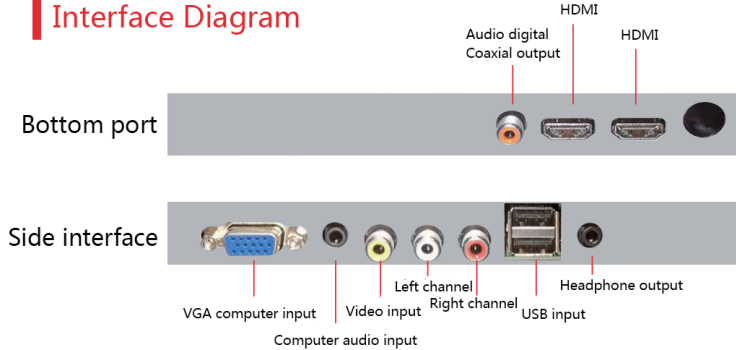 Interface Diagram
HDMI
Audio digital
Coaxial output
HDMI
Bottom port
Side interface
Left channel
Headphone output
Right channel
VGA computer input
Video input
USB input
Computer audio input